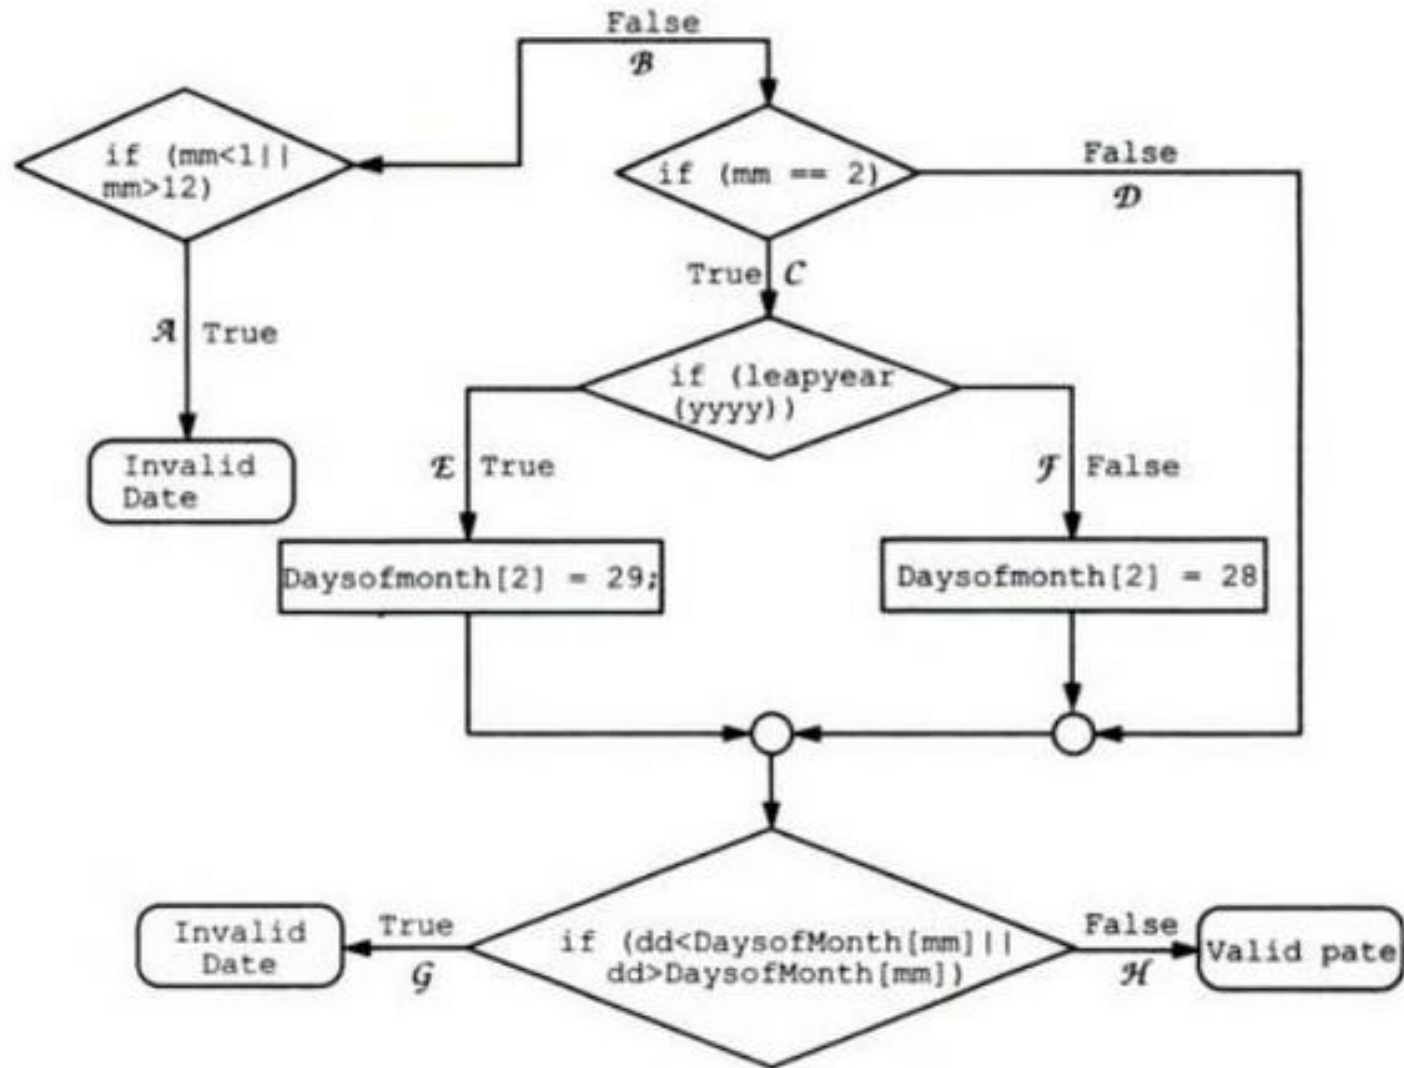 False
B
if (mm<1||
mm>12)
if (mm == 2)
False
D
True C
A True
if (leapyear
(yyyy))
Invalid
Date
E True
F False
Daysofmonth[2] = 29;
Daysofmonth[2] = 28
Invalid
Date
True
G
if (dd<DaysofMonth[mm]||
dd>DaysofMonth[mm])
False
H
Valid pate